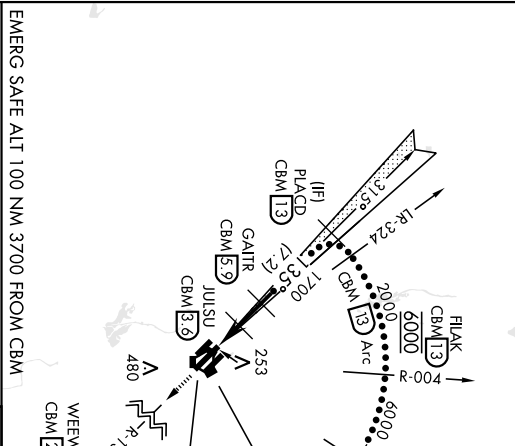 EMERG SAFE ALT 100 NM 3700 FROM CBM
315°
LR-324
(IF)
PLACD
CBM 13
135°
(7.2)
1700
GAITR
CBM 5.9
JULSU
CBM 3.6
CBM 13 Arc
2000
FILAK
CBM 13
6000
R-004
6000
253
480